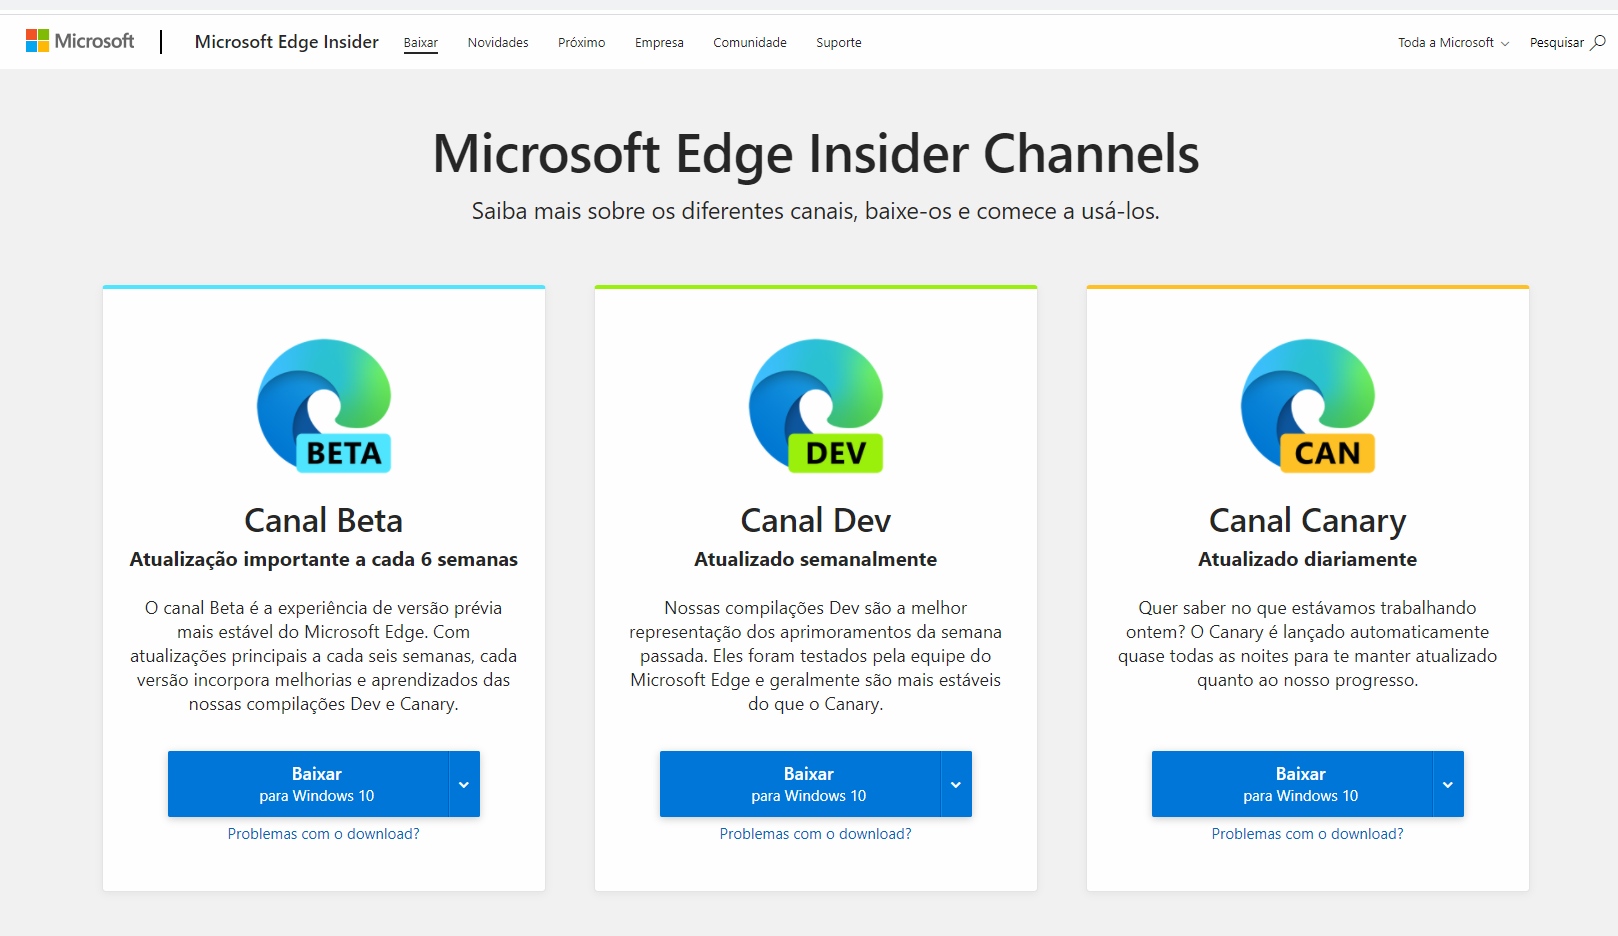 Microsoft
Microsoft Edge Insider
Baixar
Novidades
Próximo
Empresa
Comunidade
Suporte
Toda a Microsoft
Pesquisar
Microsoft Edge Insider Channels
Saiba mais sobre os diferentes canais, baixe-os e comece a usá-los.
BETA
Canal Beta
Atualização importante a cada 6 semanas
O canal Beta é a experiência de versão prévia
mais estável do Microsoft Edge. Com
atualizações principais a cada seis semanas, cada
versão incorpora melhorias e aprendizados das
nossas compilações Dev e Canary.
Baixar
para Windows 10
Problemas com o download?
DEV
Canal Dev
Atualizado semanalmente
Nossas compilações Dev são a melhor
representação dos aprimoramentos da semana
passada. Eles foram testados pela equipe do
Microsoft Edge e geralmente são mais estáveis
do que o Canary.
Baixar
para Windows 10
Problemas com o download?
CAN
Canal Canary
Atualizado diariamente
Quer saber no que estávamos trabalhando
ontem? O Canary é lançado automaticamente
quase todas as noites para te manter atualizado
quanto ao nosso progresso.
Baixar
para Windows 10
Problemas com o download?